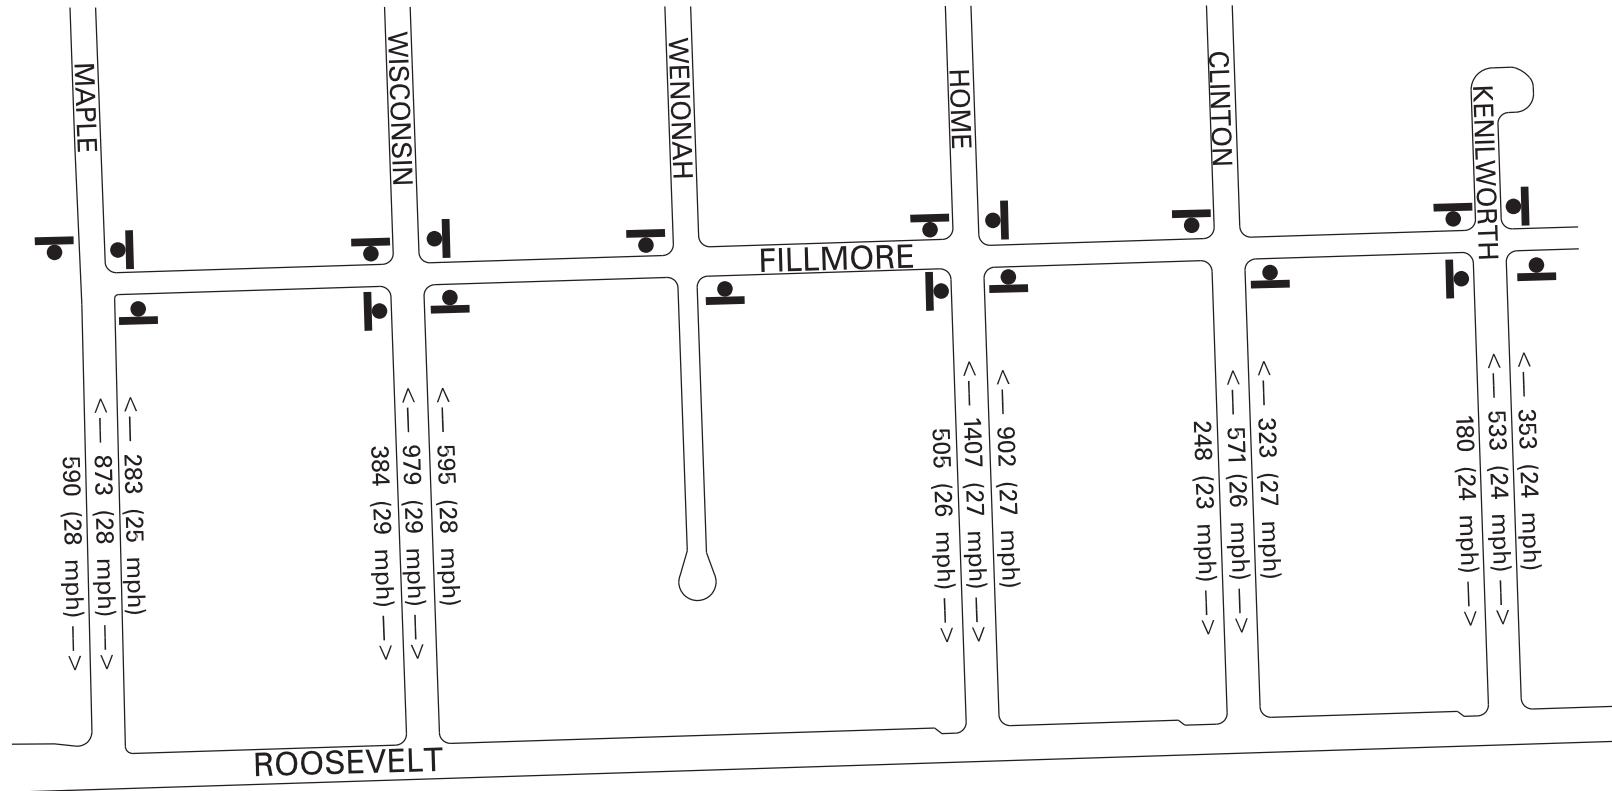 MAPLE
WISCONSIN
WENONAH
HOME
CLINTON
KENILWORTH
FILLMORE
590 (28 mph)
873 (28 mph)
283 (25 mph)
384 (29 mph)
979 (29 mph)
595 (28 mph)
505 (26 mph)
1407 (27 mph)
902 (27 mph)
248 (23 mph)
571 (26 mph)
323 (27 mph)
180 (24 mph)
533 (24 mph)
353 (24 mph)
ROOSEVELT